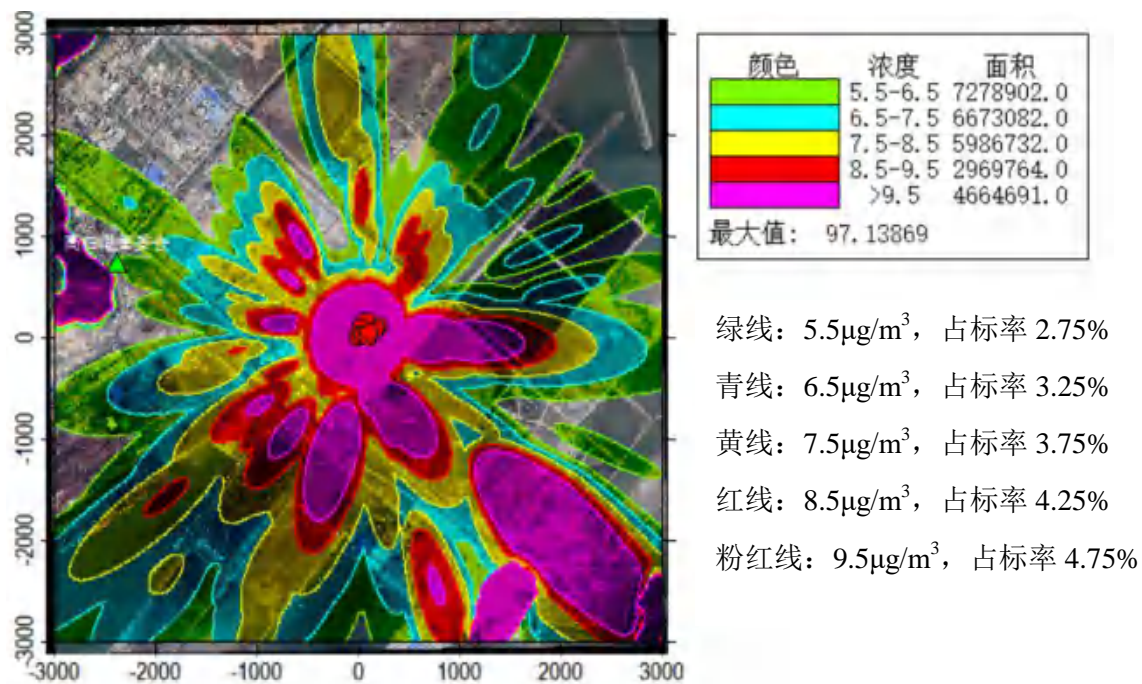 颜色 浓度 面积
5.5-6.5 7278902.0
6.5-7.5 6673082.0
7.5-8.5 5986732.0
8.5-9.5 2969764.0
>9.5 4664691.0
最大值： 97.13869
绿线：5.5μg/m³，占标率 2.75%
青线：6.5μg/m³，占标率 3.25%
黄线：7.5μg/m³，占标率 3.75%
红线：8.5μg/m³，占标率 4.25%
粉红线：9.5μg/m³，占标率 4.75%
3000
2000
1000
0
-1000
-2000
-3000
-3000 -2000 -1000 0 1000 2000 3000